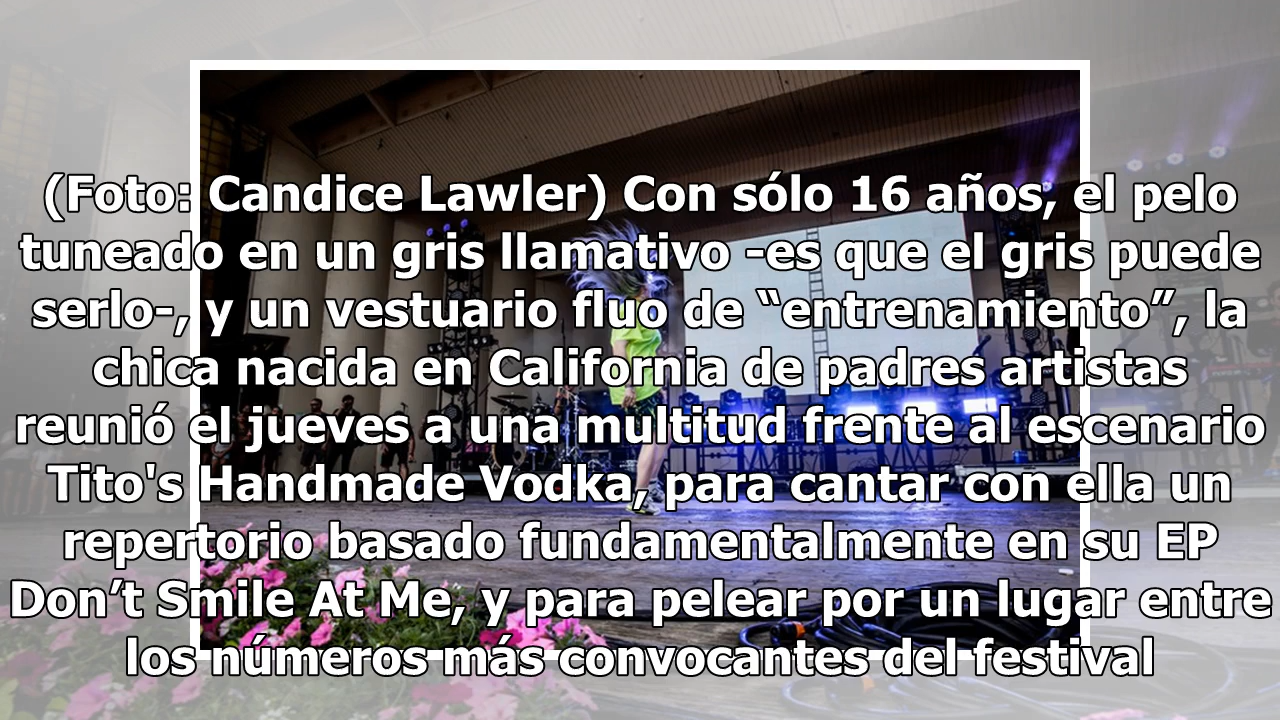 (Foto: Candice Lawler) Con sólo 16 años, el pelo
tuneado en un gris llamativo -es que el gris puede
serlo-, y un vestuario fluo de “entrenamiento”, la
chica nacida en California de padres artistas
reunió el jueves a una multitud frente al escenario
Tito's Handmade Vodka, para cantar con ella un
repertorio basado fundamentalmente en su EP
Don’t Smile At Me, y para pelear por un lugar entre
los números más convocantes del festival